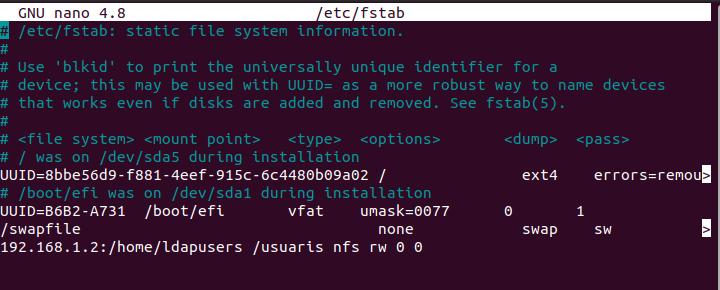 GNU nano 4.8 /etc/fstab
# /etc/fstab: static file system information.
#
# Use 'blkid' to print the universally unique identifier for a
# device; this may be used with UUID= as a more robust way to name devices
# that works even if disks are added and removed. See fstab(5).
#
# <file system> <mount point> <type> <options> <dump> <pass>
# / was on /dev/sda5 during installation
UUID=8bbe56d9-f881-4eef-915c-6c4480b09a02 / ext4 errors=remou>
# /boot/efi was on /dev/sda1 during installation
UUID=B6B2-A731 /boot/efi vfat umask=0077 0 1
/swapfile none swap sw >
192.168.1.2:/home/ldapusers /usuaris nfs rw 0 0